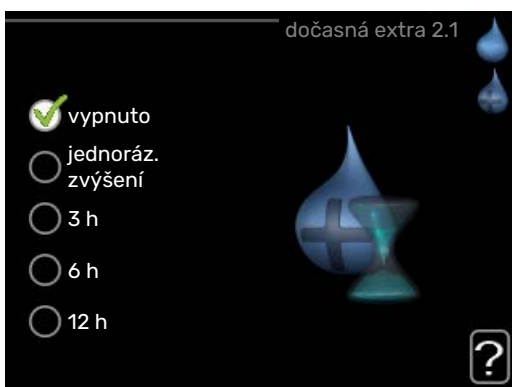 dočasná extra 2.1
vypnuto
jednoráz.
zvýšení
3 h
6 h
12 h
?